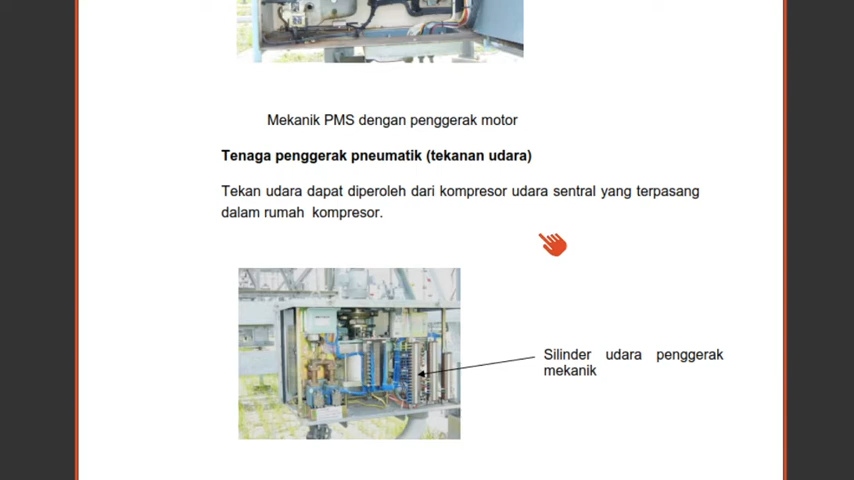 Mekanik PMS dengan penggerak motor
Tenaga penggerak pneumatik (tekanan udara)
Tekan udara dapat diperoleh dari kompresor udara sentral yang terpasang
dalam rumah kompresor.
Silinder udara penggerak
mekanik